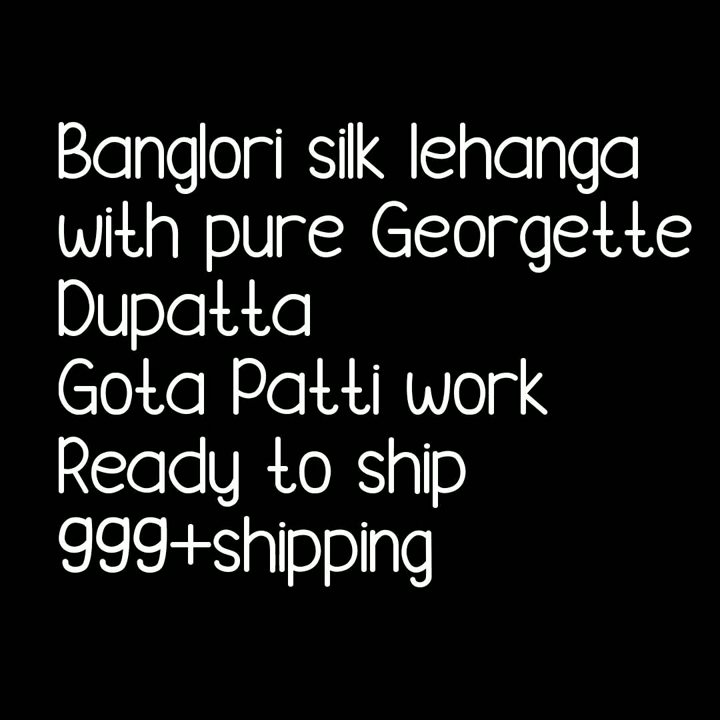 Banglori silk lehanga
with pure Georgette
Dupatta
Gota Patti work
Ready to ship
999+shipping